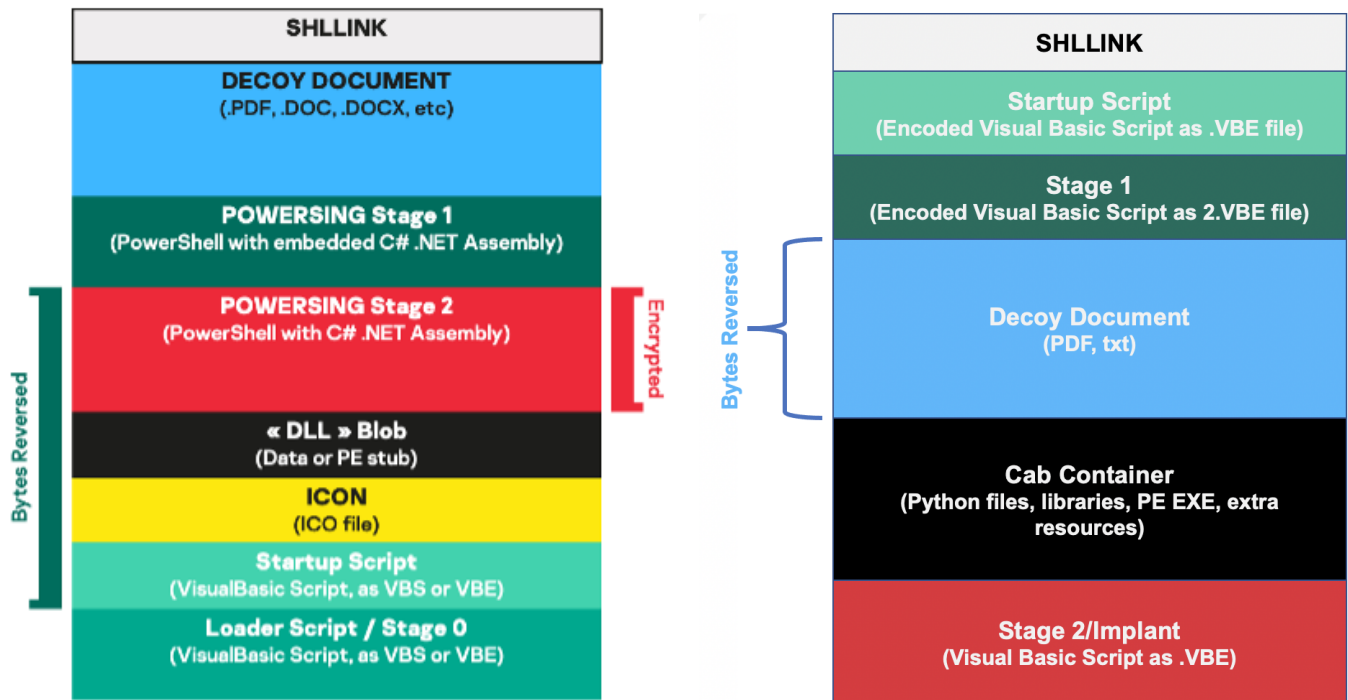 SHLLINK
DECOY DOCUMENT
(.PDF, .DOC, .DOCX, etc)
POWERSING Stage 1
(PowerShell with embedded C# .NET Assembly)
POWERSING Stage 2
(PowerShell with C# .NET Assembly)
Encrypted
« DLL » Blob
(Data or PE stub)
ICON
(ICO file)
Startup Script
(VisualBasic Script, as VBS or VBE)
Bytes Reversed
Loader Script / Stage 0
(VisualBasic Script, as VBS or VBE)
SHLLINK
Startup Script
(Encoded Visual Basic Script as .VBE file)
Stage 1
(Encoded Visual Basic Script as 2.VBE file)
Bytes Reversed
Decoy Document
(PDF, txt)
Cab Container
(Python files, libraries, PE EXE, extra
resources)
Stage 2/Implant
(Visual Basic Script as .VBE)